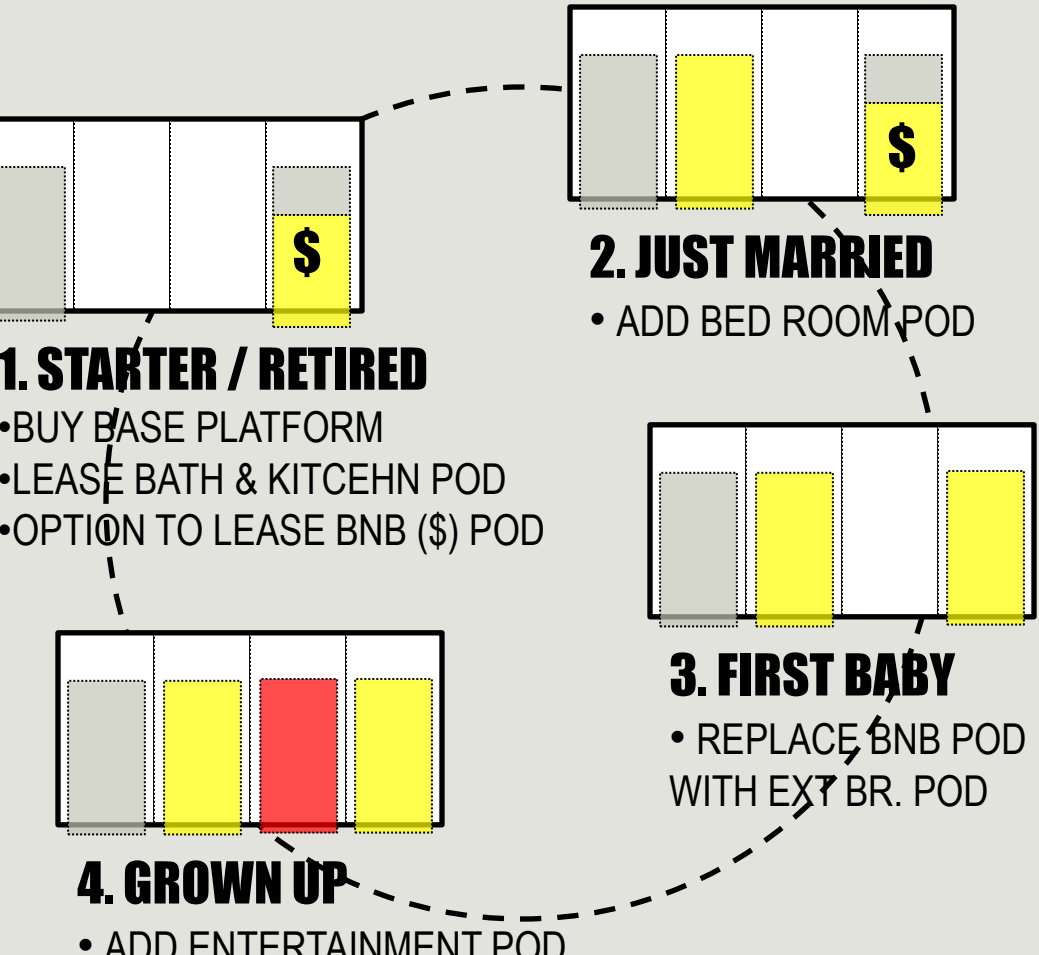 $
1. STARTER / RETIRED
•BUY BASE PLATFORM
•LEASE BATH & KITCEHN POD
•OPTION TO LEASE BNB ($) POD
$
2. JUST MARRIED
• ADD BED ROOM POD
3. FIRST BABY
• REPLACE BNB POD
WITH EXT BR. POD
4. GROWN UP
• ADD ENTERTAINMENT POD